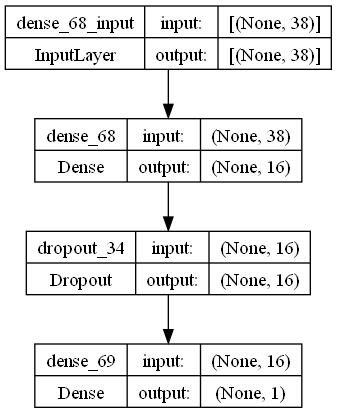 dense_68_input input: [(None, 38)]
InputLayer output: [(None, 38)]
dense_68 input: (None, 38)
Dense output: (None, 16)
dropout_34 input: (None, 16)
Dropout output: (None, 16)
dense_69 input: (None, 16)
Dense output: (None, 1)